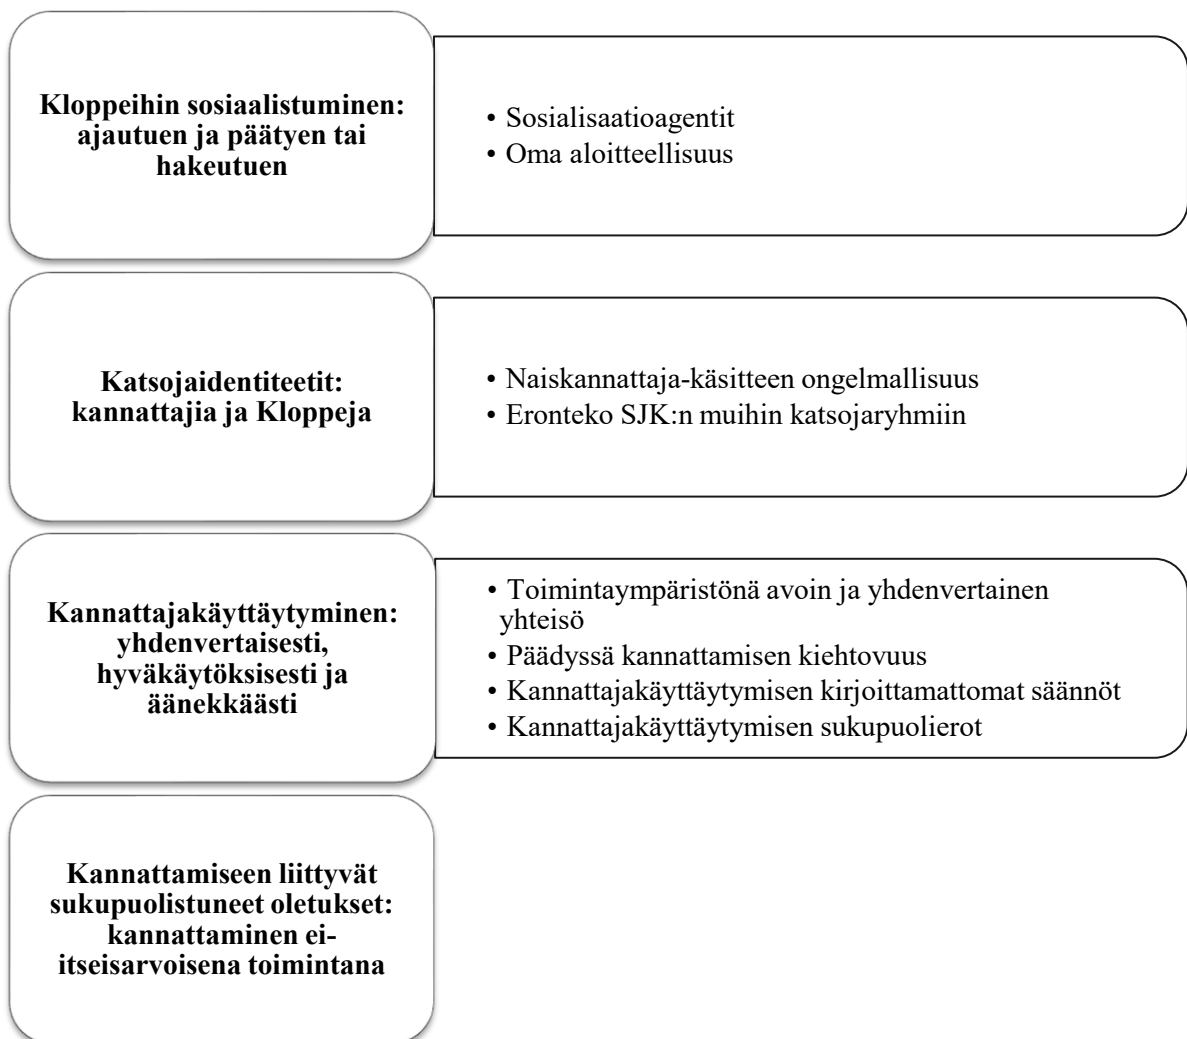 Kloppeihin sosiaalistuminen:
ajautuen ja päätyen tai
hakeutuen
• Sosialisaatioagentit
• Oma aloitteellisuus
Katsojaidentiteetit:
kannattajia ja Kloppeja
• Naiskannattaja-käsitteen ongelmallisuus
• Eronteko SJK:n muihin katsojaryhmiin
Kannattajakäyttäytyminen:
yhdenvertaisesti,
hyväkäytöksisesti ja
äänekkäästi
• Toimintaympäristönä avoin ja yhdenvertainen
yhteisö
• Päädyssä kannattamisen kiehtovuus
• Kannattajakäyttäytymisen kirjoittamattomat säännöt
• Kannattajakäyttäytymisen sukupuolierot
Kannattamiseen liittyvät
sukupuolistuneet oletukset:
kannattaminen ei-
itseisarvoisena toimintana